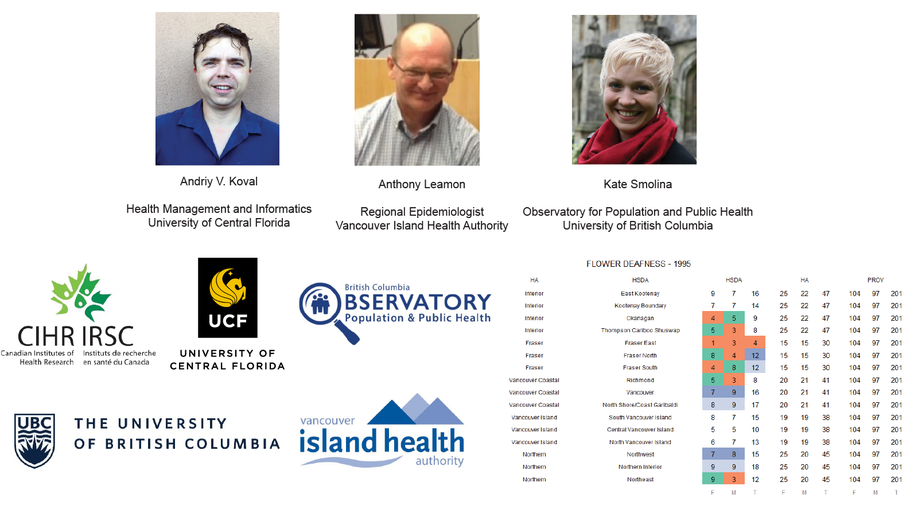 Andriy V. Koval
Health Management and Informatics
University of Central Florida
Anthony Leamon
Regional Epidemiologist
Vancouver Island Health Authority
Kate Smolina
Observatory for Population and Public Health
University of British Columbia
CIHR IRSC
Canadian Institutes of Health Research
Instituts de recherche en santé du Canada
UCF
UNIVERSITY OF
CENTRAL FLORIDA
British Columbia
BSERVATORY
Population & Public Health
UBC
THE UNIVERSITY
OF BRITISH COLUMBIA
vancouver
island health
authority
FLOWER DEAFNESS - 1995
HA HSDA HSDA HA PROV
Interior East Kootenay 9 7 16 25 22 47 104 97 201
Interior Kootenay Boundary 7 7 14 25 22 47 104 97 201
Interior Okanagan 4 5 9 25 22 47 104 97 201
Interior Thompson Cariboo Shuswap 5 3 8 25 22 47 104 97 201
Fraser Fraser East 1 3 4 15 15 30 104 97 201
Fraser Fraser North 8 4 12 15 15 30 104 97 201
Fraser Fraser South 4 8 12 15 15 30 104 97 201
Vancouver Coastal Richmond 5 3 8 20 21 41 104 97 201
Vancouver Coastal Vancouver 7 9 16 20 21 41 104 97 201
Vancouver Coastal North Shore/Coast Garibaldi 8 9 17 20 21 41 104 97 201
Vancouver Island South Vancouver Island 8 7 15 19 19 38 104 97 201
Vancouver Island Central Vancouver Island 5 5 10 19 19 38 104 97 201
Vancouver Island North Vancouver Island 6 7 13 19 19 38 104 97 201
Northern Northwest 7 8 15 25 20 45 104 97 201
Northern Northern Interior 9 9 18 25 20 45 104 97 201
Northern Northeast 9 3 12 25 20 45 104 97 201
F M T F M T F M T